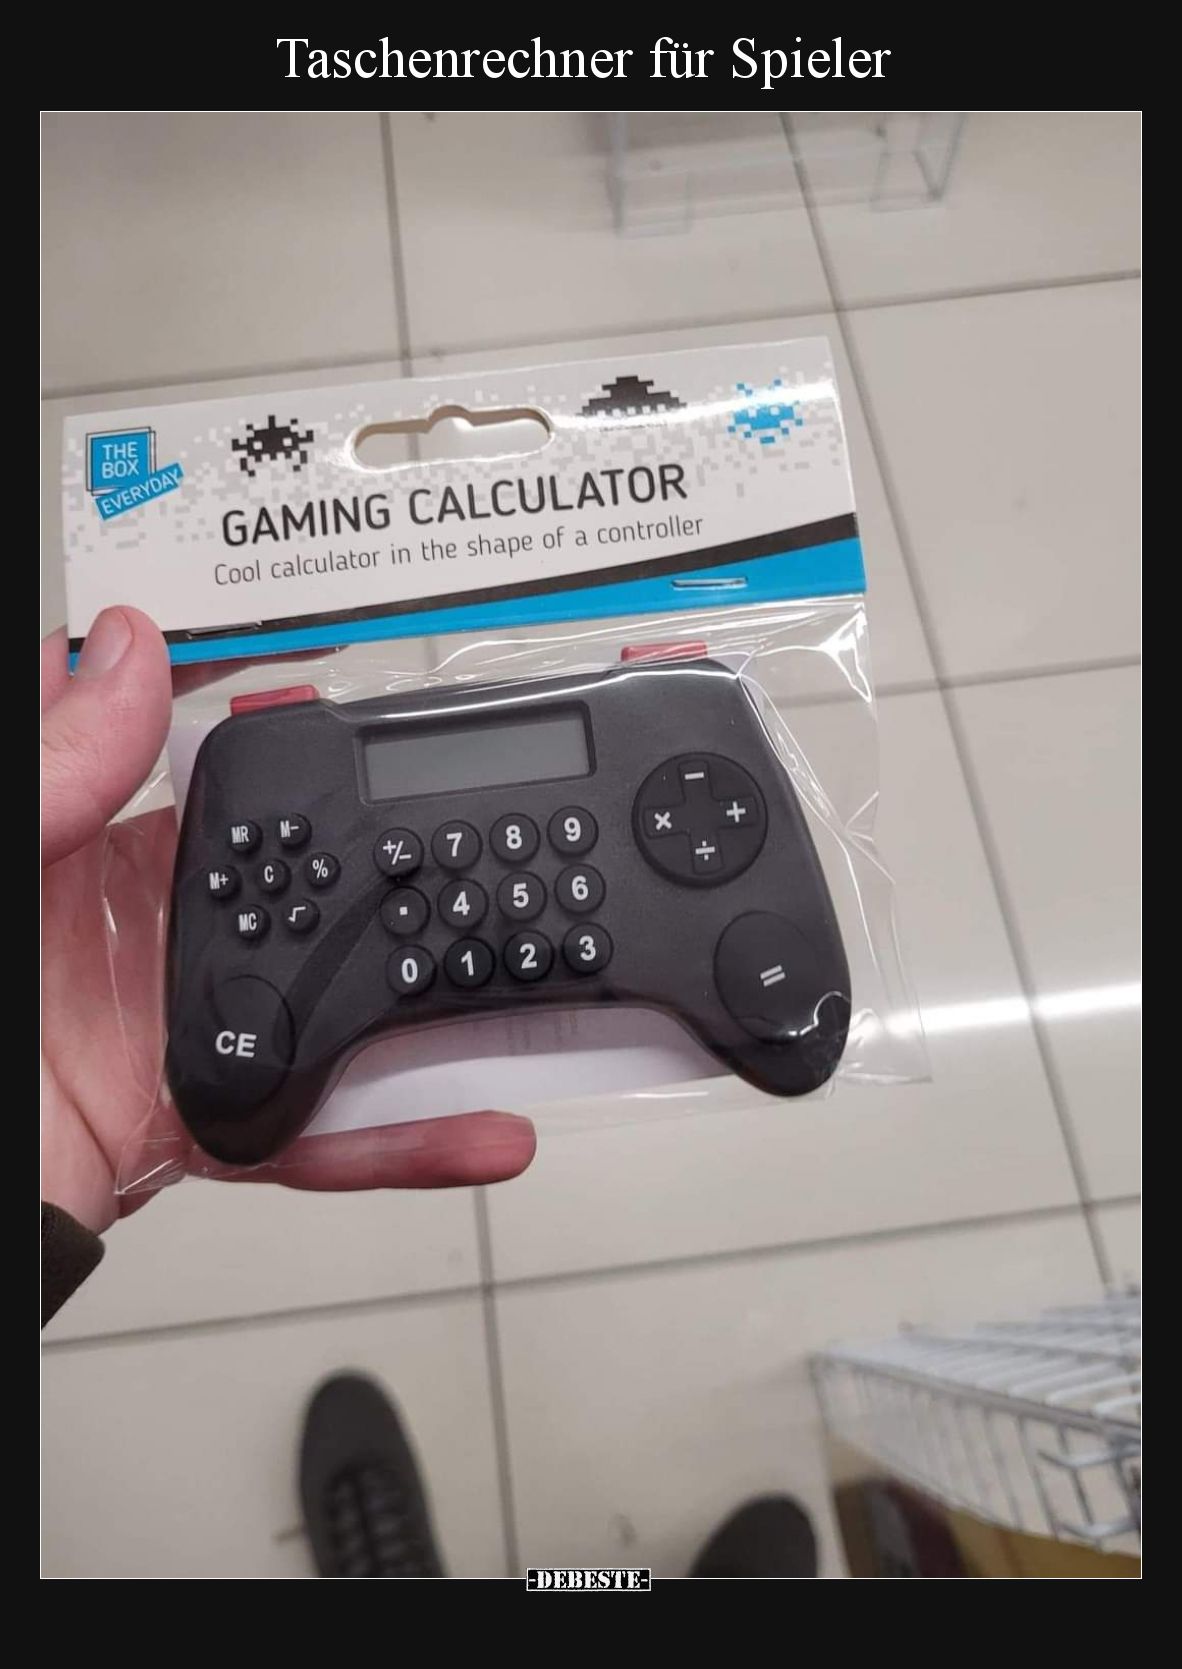 Taschenrechner für Spieler
THE
BOX
EVERYDAY
GAMING CALCULATOR
Cool calculator in the shape of a controller
MR M-
M+ C %
MC √
CE
+/- 7 8 9
. 4 5 6
0 1 2 3
−
× +
÷
=
-DEBESTE-